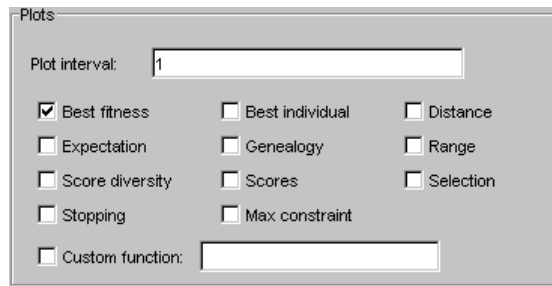 Plots
Plot interval: 1
Best fitness Best individual Distance
Expectation Genealogy Range
Score diversity Scores Selection
Stopping Max constraint
Custom function: